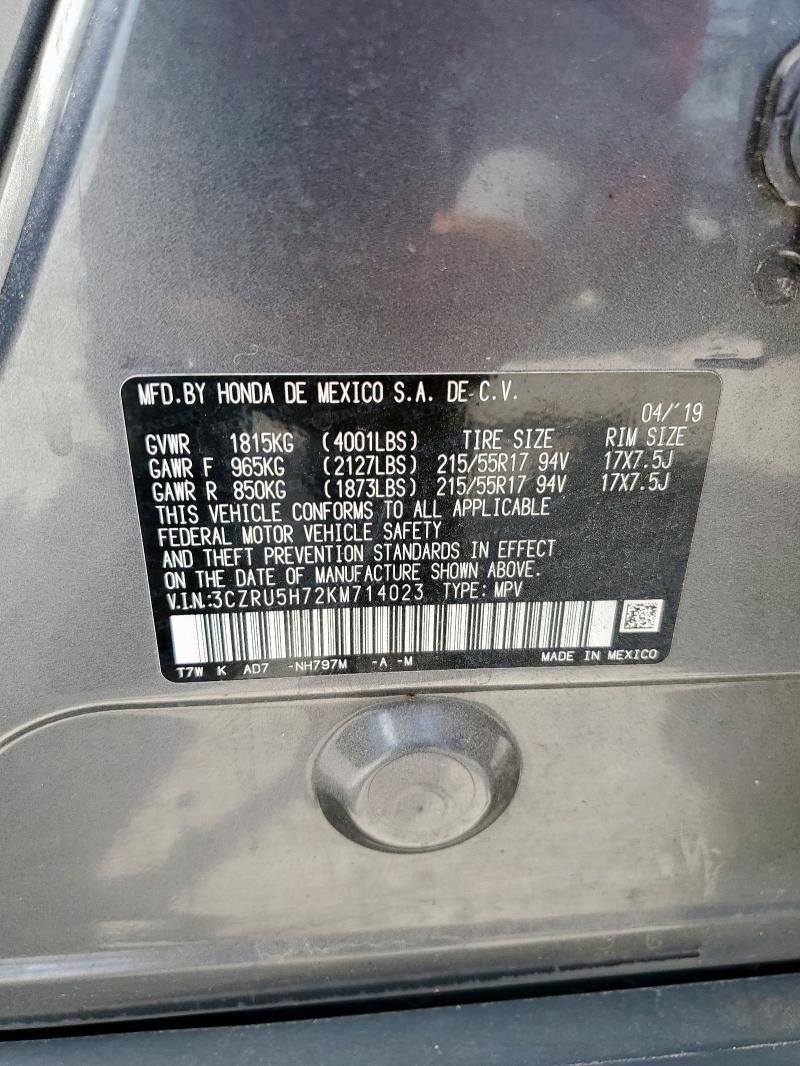 MFD.BY HONDA DE MEXICO S.A. DE C.V.
04/'19
GVWR 1815KG (4001LBS) TIRE SIZE RIM SIZE
GAWR F 965KG (2127LBS) 215/55R17 94V 17X7.5J
GAWR R 850KG (1873LBS) 215/55R17 94V 17X7.5J
THIS VEHICLE CONFORMS TO ALL APPLICABLE
FEDERAL MOTOR VEHICLE SAFETY
AND THEFT PREVENTION STANDARDS IN EFFECT
ON THE DATE OF MANUFACTURE SHOWN ABOVE.
V.I.N:3CZRU5H72KM714023 TYPE: MPV
T7W K AD7 -NH797M -A -M MADE IN MEXICO